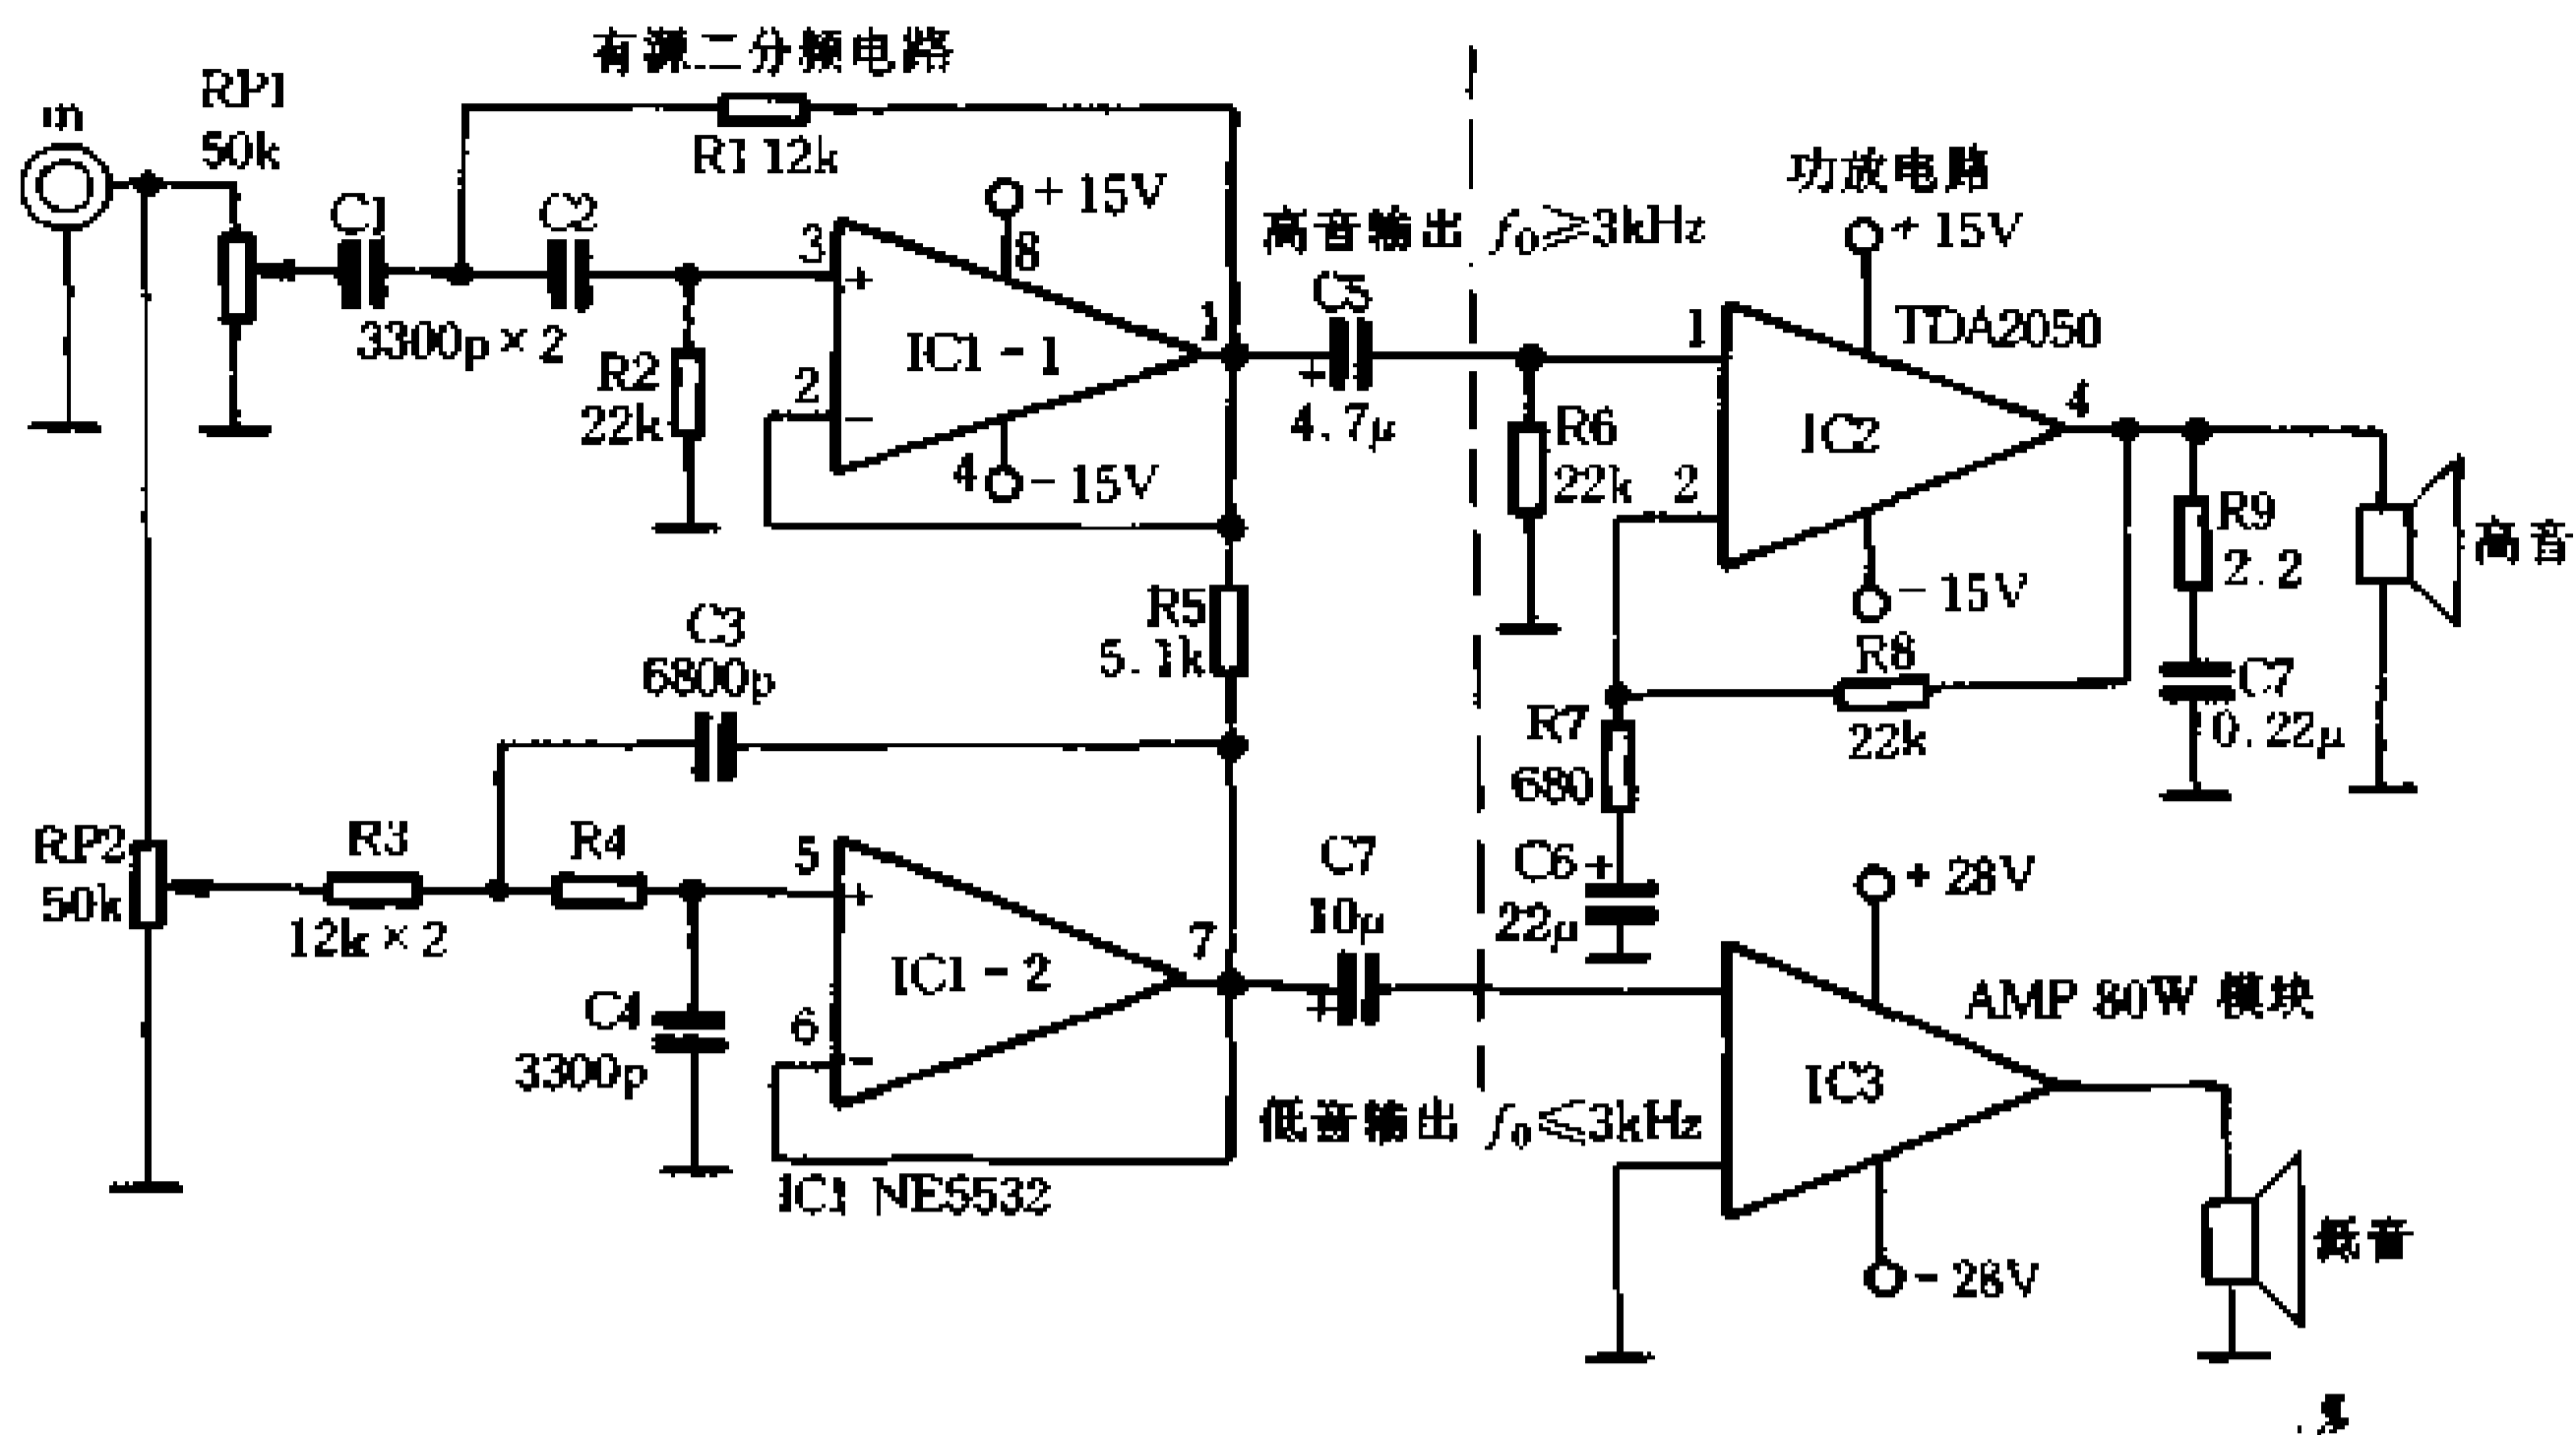 有源二分频电路
in
RP1
50k
R1 12k
C1
C2
3300p×2
R2
22k
3
2
+
−
IC1-1
+15V
8
1
4
-15V
高音输出 f₀≥3kHz
C5
+
4.7μ
功放电路
+15V
TDA2050
1
2
IC2
4
R6
22k
-15V
R8
22k
R9
2.2
高音
C7
0.22μ
R7
680
C6 +
22μ
R5
5.1k
C3
6800p
RP2
50k
R3
R4
12k×2
C4
3300p
5
6
+
−
IC1-2
7
IC1 NE5532
C7
10μ
+
低音输出 f₀≤3kHz
+28V
AMP 80W 模块
IC3
-28V
低音